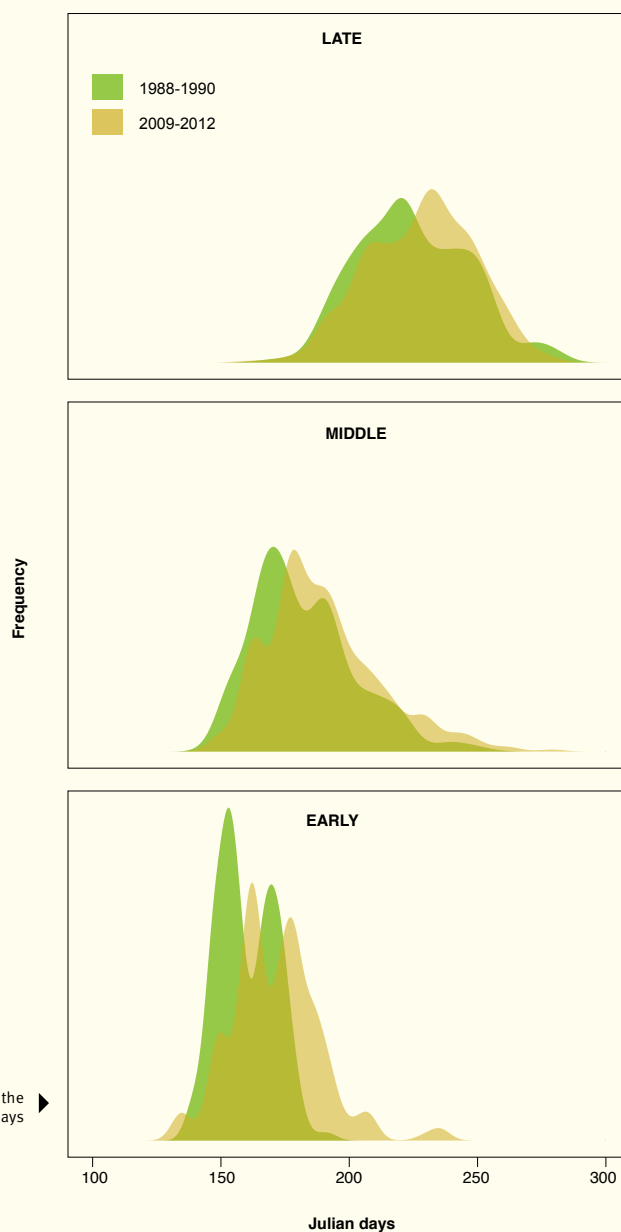 LATE
1988-1990
2009-2012
MIDDLE
Frequency
EARLY
the
ays
100 150 200 250 300
Julian days